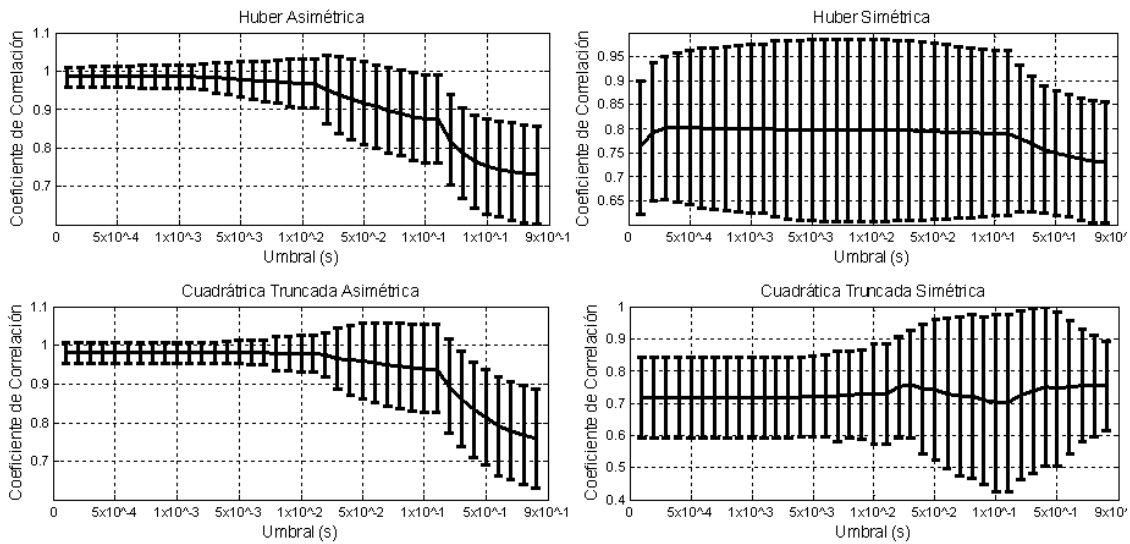 Huber Asimétrica
Coeficiente de Correlación
1.1
1
0.9
0.8
0.7
0 5x10^-4 1x10^-3 5x10^-3 1x10^-2 5x10^-2 1x10^-1 1x10^-1 9x10^-1
Umbral (s)
Huber Simétrica
Coeficiente de Correlación
0.95
0.9
0.85
0.8
0.75
0.7
0.65
0 5x10^-4 1x10^-3 5x10^-3 1x10^-2 5x10^-2 1x10^-1 5x10^-1 9x10^-
Umbral (s)
Cuadrátrica Truncada Asimétrica
Coeficiente de Correlación
1.1
1
0.9
0.8
0.7
0 5x10^-4 1x10^-3 5x10^-3 1x10^-2 5x10^-2 1x10^-1 5x10^-1 9x10^-1
Umbral (s)
Cuadrática Truncada Simétrica
Coeficiente de Correlación
1
0.9
0.8
0.7
0.6
0.5
0.4
0 5x10^-4 1x10^-3 5x10^-3 1x10^-2 5x10^-2 1x10^-1 5x10^-1 9x10^-
Umbral (s)